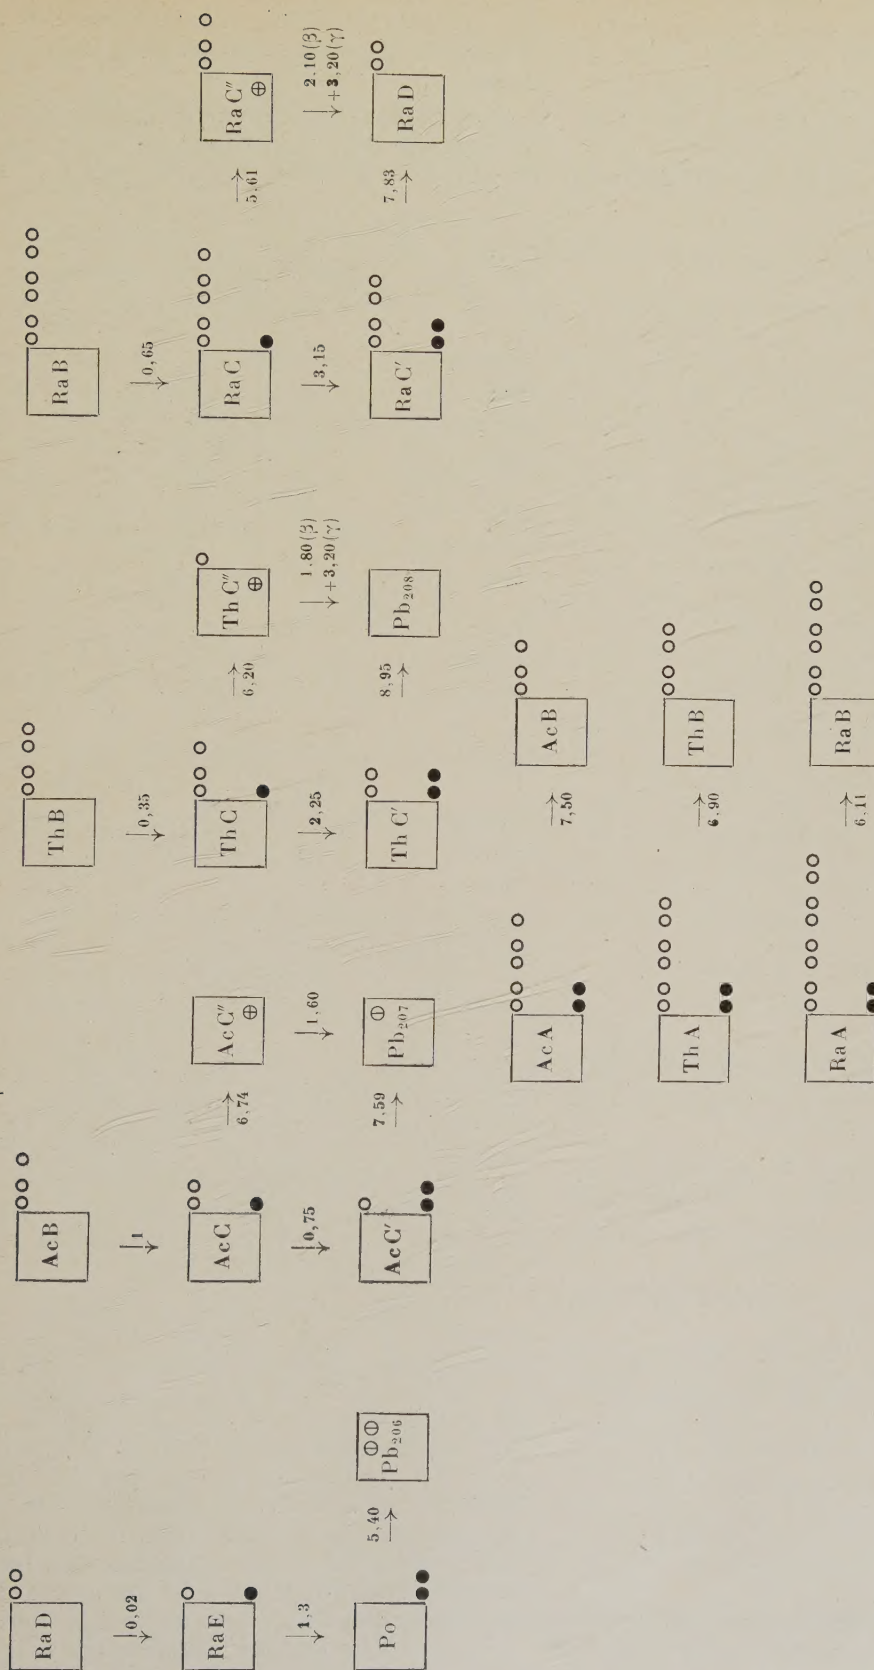 RaD AcB ThB RaB
0,02 1 0,35 0,65
RaE AcC 6,74 AcC″ ThC 6,20 ThC″ RaC 5,61 RaC″
1,3 0,75 1,60 2,25 1.80(β) 3,15 2.10(β)
+3,20(γ) +3,20(γ)
Po 5,40 Pb₂₀₆ AcC′ 7,59 Pb₂₀₇ ThC′ 8,95 Pb₂₀₈ RaC′ 7,83 RaD
AcA 7,50 AcB
ThA 6,90 ThB
RaA 6,11 RaB